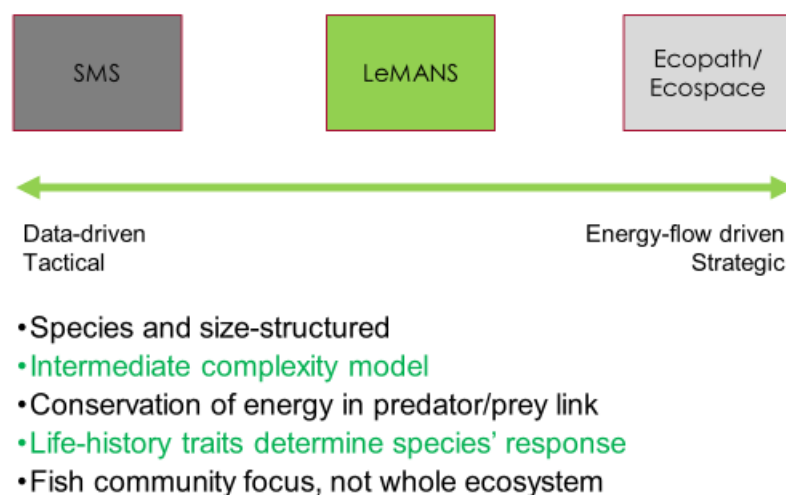 SMS
LeMANS
Ecopath/
Ecospace
Data-driven
Tactical
Energy-flow driven
Strategic
•Species and size-structured
•Intermediate complexity model
•Conservation of energy in predator/prey link
•Life-history traits determine species' response
•Fish community focus, not whole ecosystem